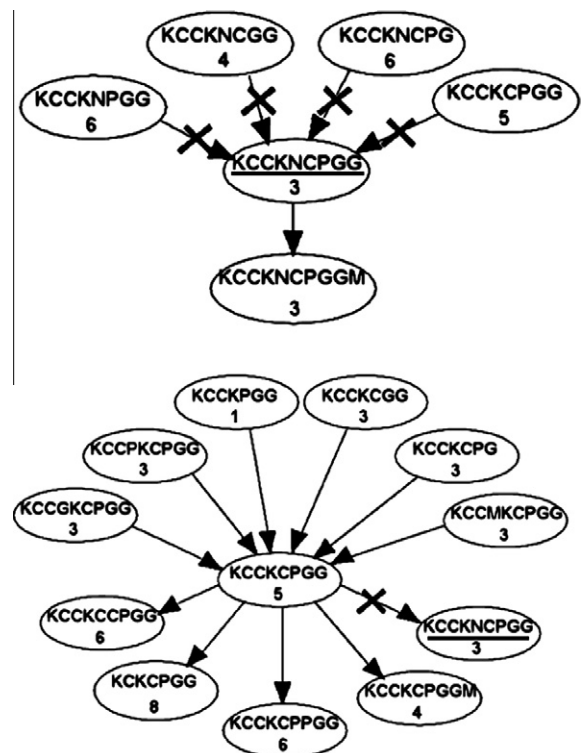 KCCKNCGG
4
KCCKNCPG
6
KCCKNPGG
6
KCCKCPGG
5
KCCKNCPGG
3
KCCKNCPGGM
3
KCCKPGG
1
KCCKCGG
3
KCCPKCPGG
3
KCCKCPG
3
KCCGKCPGG
3
KCCMKCPGG
3
KCCKCPGG
5
KCCKCCPGG
6
KCCKNCPGG
3
KCKCPGG
8
KCCKCPGGM
4
KCCKCPPGG
6